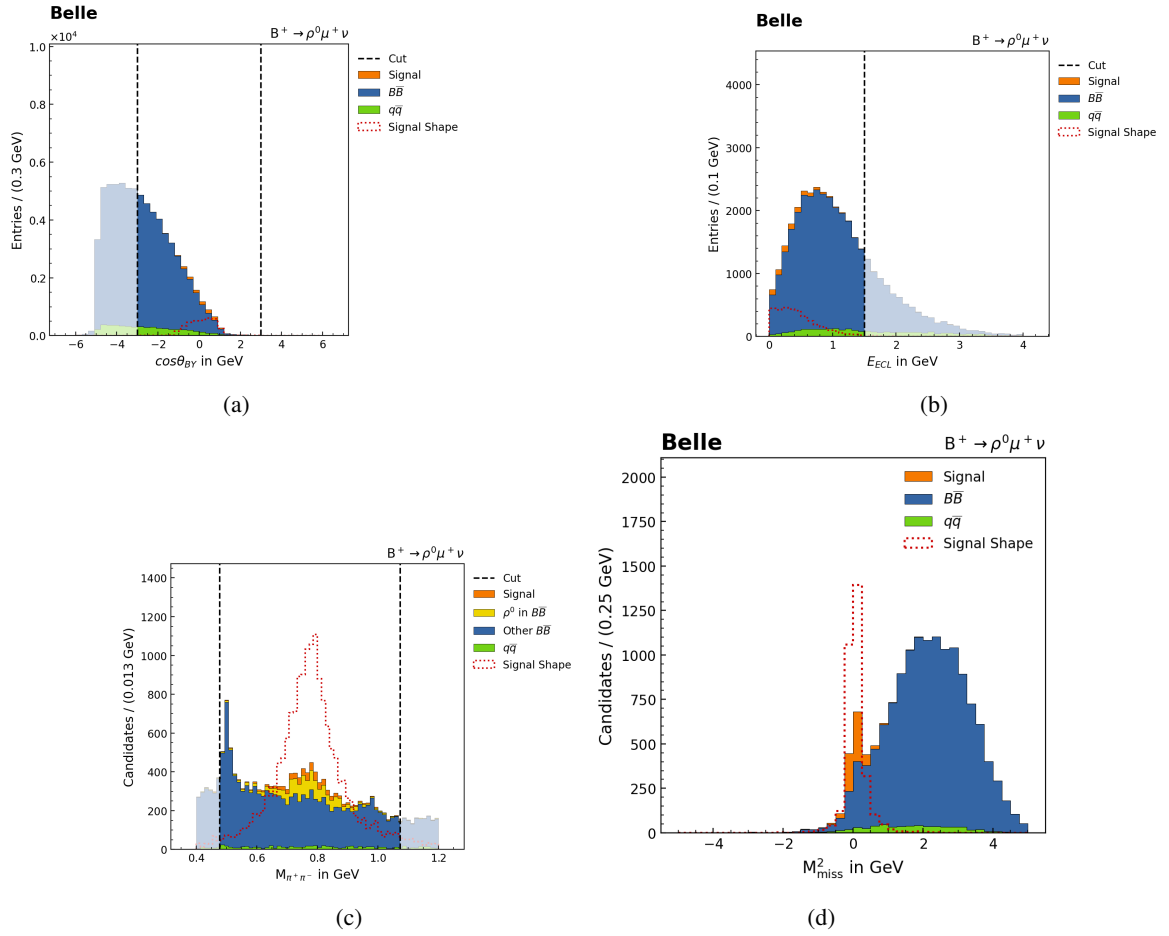 Belle
×10⁴
B⁺ → ρ⁰μ⁺ν
1.0
0.8
0.6
0.4
0.2
0.0
Entries / (0.3 GeV)
−6 −4 −2 0 2 4 6
cosθ_BY in GeV
Cut
Signal
BB̅
qq̅
Signal Shape
(a)
Belle
B⁺ → ρ⁰μ⁺ν
4000
3000
2000
1000
0
Entries / (0.1 GeV)
0 1 2 3 4
E_ECL in GeV
Cut
Signal
BB̅
qq̅
Signal Shape
(b)
B⁺ → ρ⁰μ⁺ν
1400
1200
1000
800
600
400
200
0
Candidates / (0.013 GeV)
0.4 0.6 0.8 1.0 1.2
M_π⁺π⁻ in GeV
Cut
Signal
ρ⁰ in BB̅
Other BB̅
qq̅
Signal Shape
(c)
Belle
B⁺ → ρ⁰μ⁺ν
2000
1750
1500
1250
1000
750
500
250
0
Candidates / (0.25 GeV)
−4 −2 0 2 4
M²_miss in GeV
Signal
BB̅
qq̅
Signal Shape
(d)